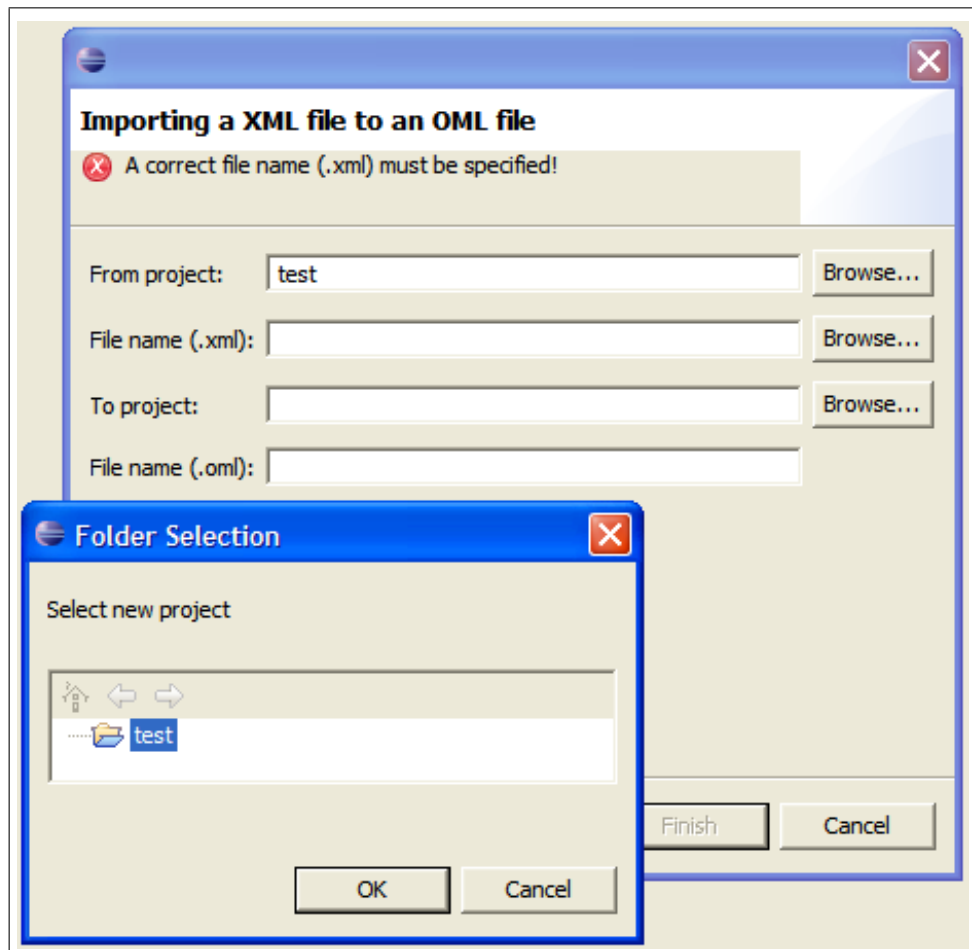 Importing a XML file to an OML file
A correct file name (.xml) must be specified!
From project: test Browse...
File name (.xml): Browse...
To project: Browse...
File name (.oml):
Folder Selection
Select new project
test
Finish Cancel
OK Cancel